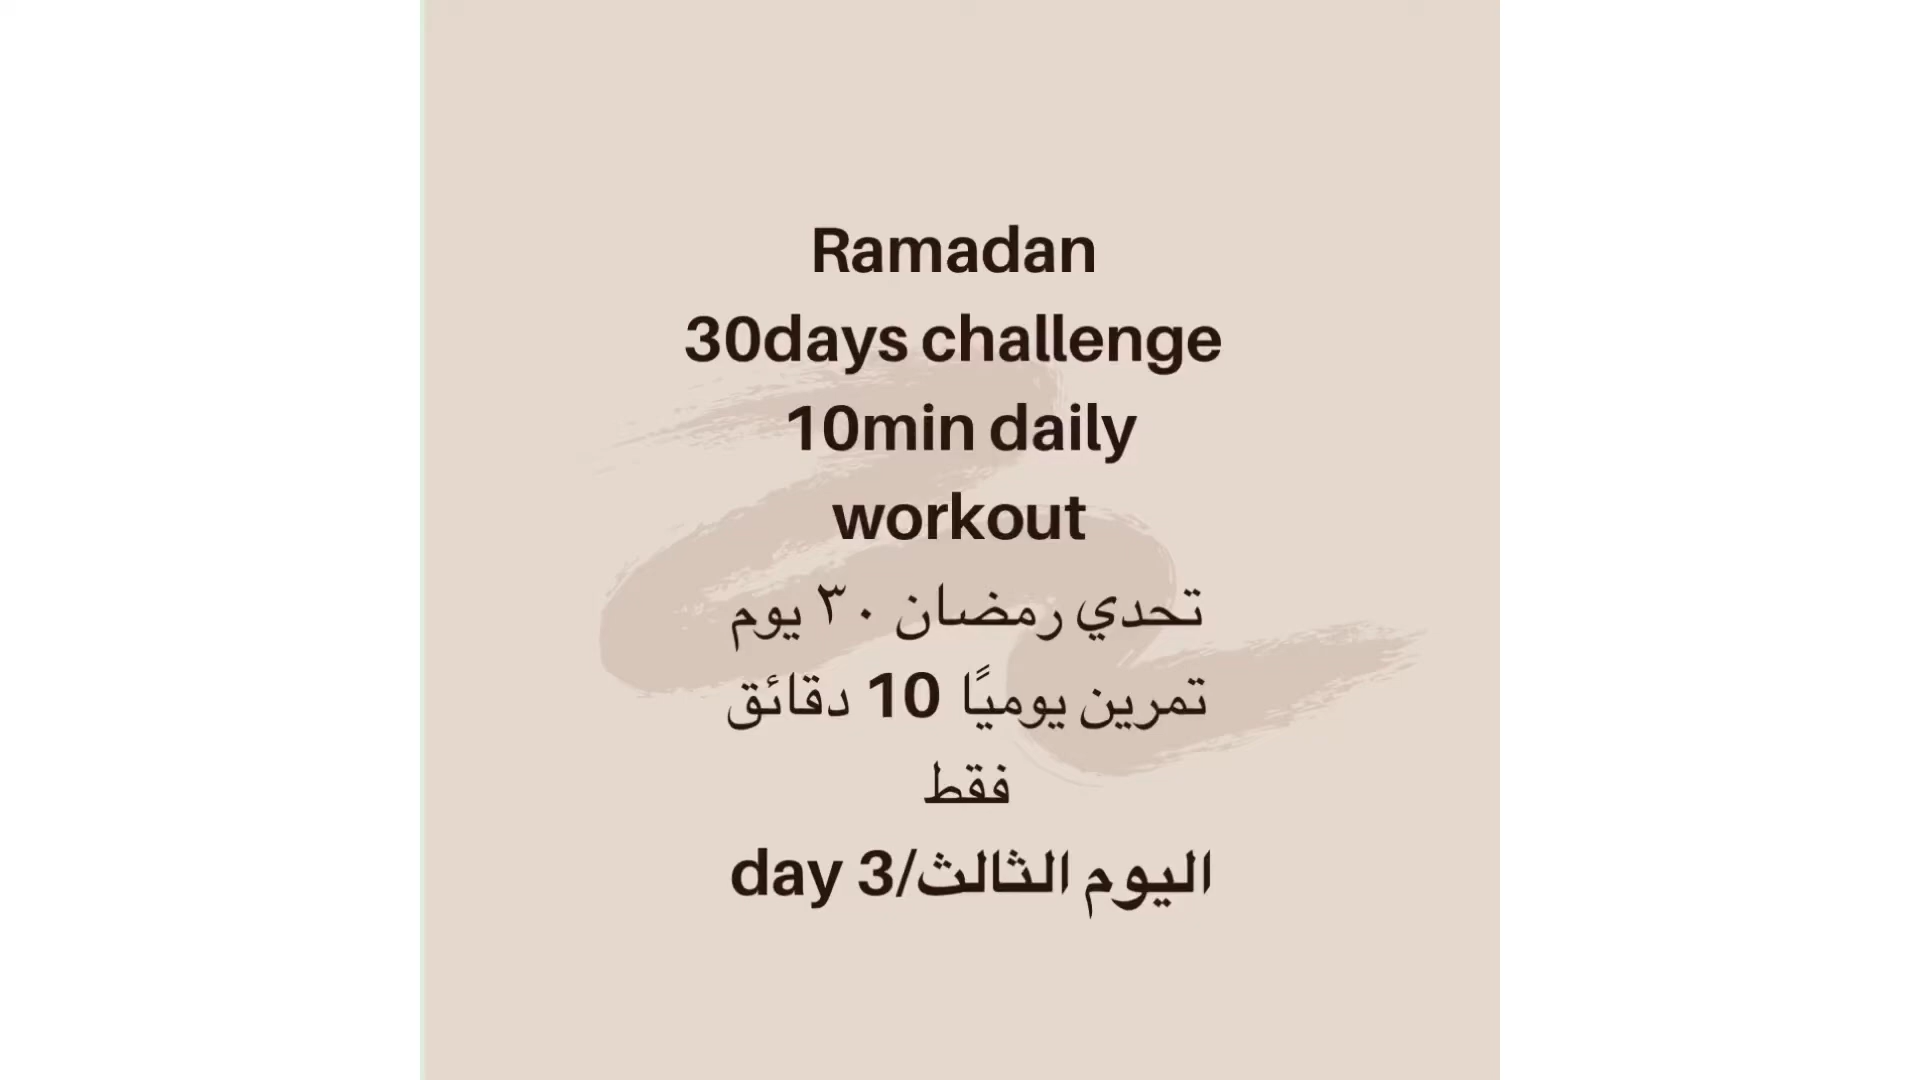 Ramadan
30days challenge
10min daily
workout
تحدي رمضان ٣٠ يوم
تمرين يوميًا 10 دقائق
فقط
اليوم الثالث/day 3